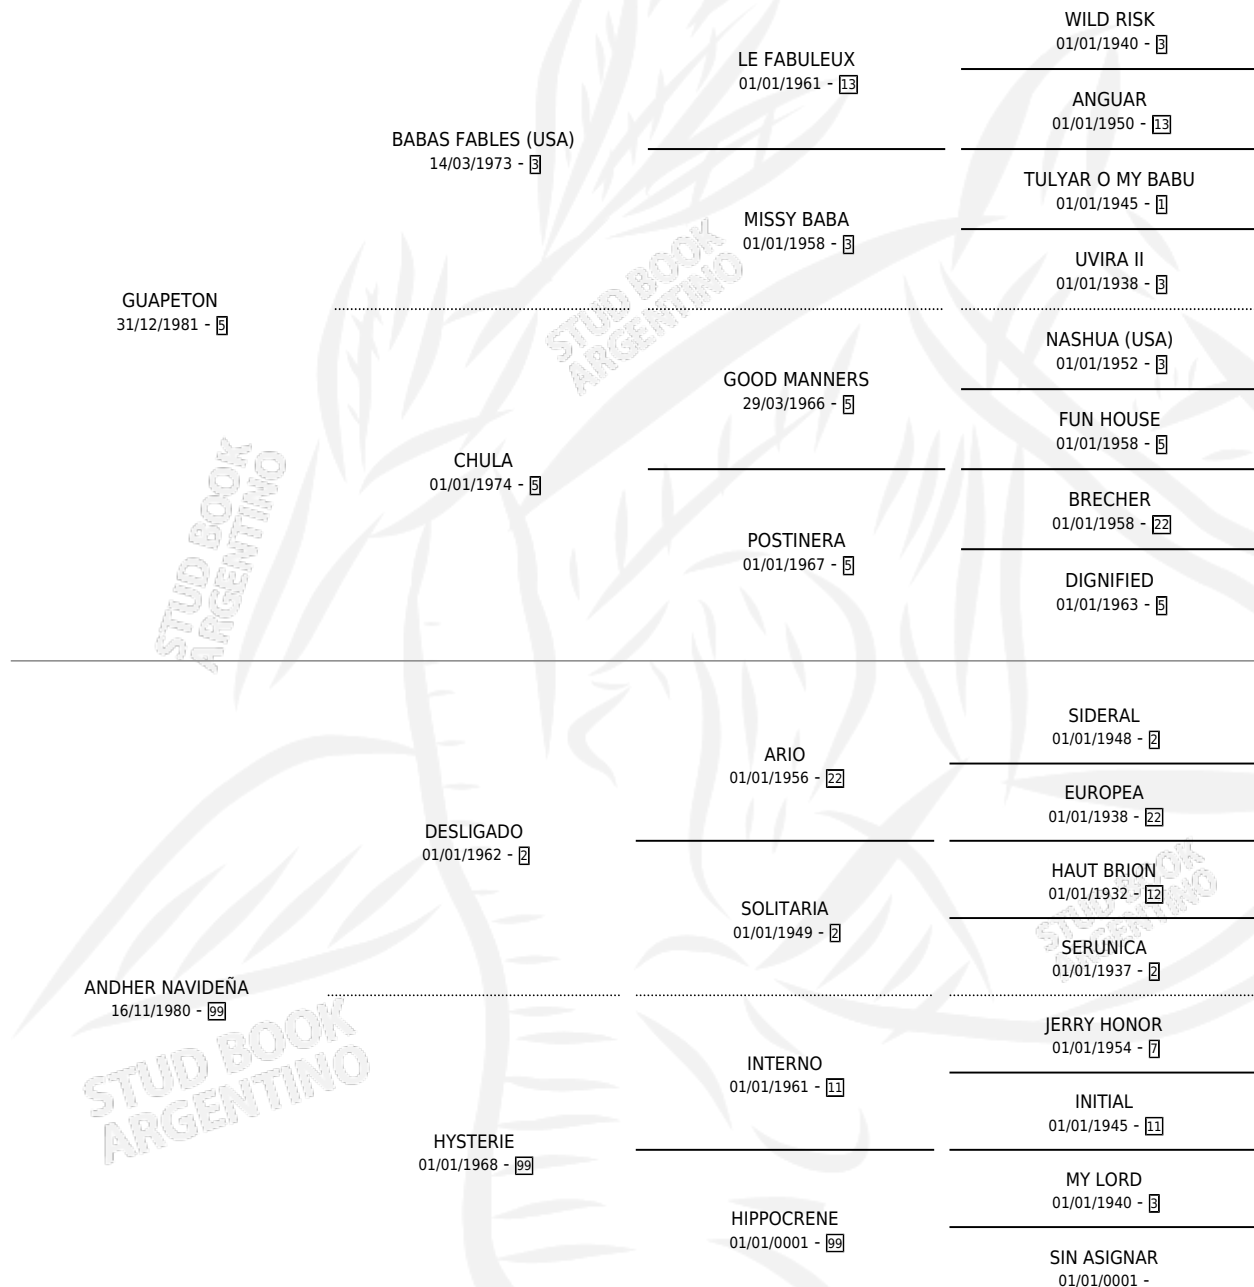 WILD RISK
01/01/1940 - 3
LE FABULEUX
01/01/1961 - 13
ANGUAR
01/01/1950 - 13
BABAS FABLES (USA)
14/03/1973 - 3
TULYAR O MY BABU
01/01/1945 - 1
MISSY BABA
01/01/1958 - 3
UVIRA II
01/01/1938 - 3
GUAPETON
31/12/1981 - 5
NASHUA (USA)
01/01/1952 - 3
GOOD MANNERS
29/03/1966 - 5
FUN HOUSE
01/01/1958 - 5
CHULA
01/01/1974 - 5
BRECHER
01/01/1958 - 22
POSTINERA
01/01/1967 - 5
DIGNIFIED
01/01/1963 - 5
STUD BOOK
ARGENTINO
STUD BOOK
ARGENTINO
SIDERAL
01/01/1948 - 2
ARIO
01/01/1956 - 22
EUROPEA
01/01/1938 - 22
DESLIGADO
01/01/1962 - 2
HAUT BRION
01/01/1932 - 12
SOLITARIA
01/01/1949 - 2
SERUNICA
01/01/1937 - 2
STUD BOOK
ARGENTINO
ANDHER NAVIDEÑA
16/11/1980 - 99
JERRY HONOR
01/01/1954 - 7
INTERNO
01/01/1961 - 11
INITIAL
01/01/1945 - 11
STUD BOOK
ARGENTINO
HYSTERIE
01/01/1968 - 99
MY LORD
01/01/1940 - 3
HIPPOCRENE
01/01/0001 - 99
SIN ASIGNAR
01/01/0001 -